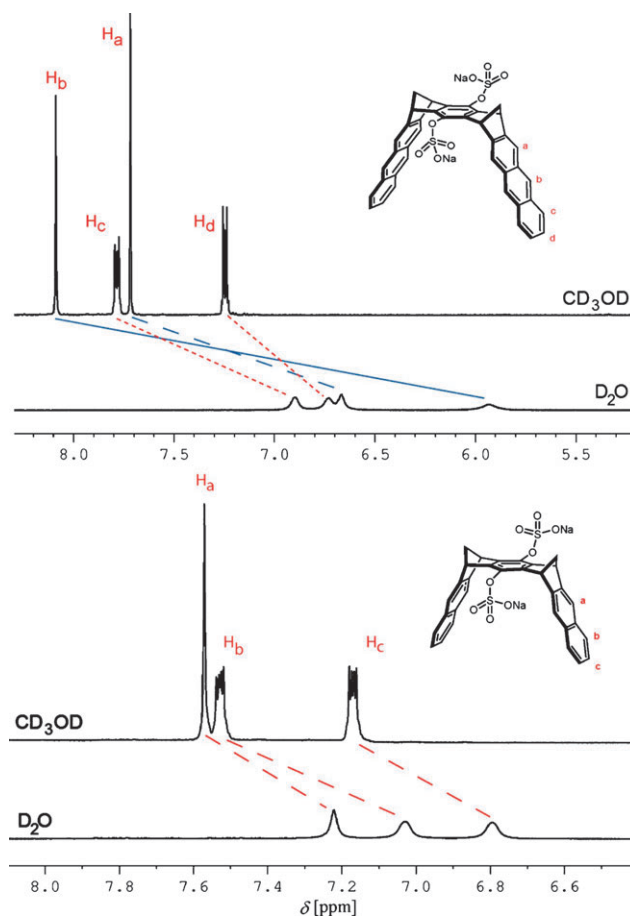 Ha
Hb
NaO
O
S
O
O
O
O
S
O
ONa
a
b
c
d
Hc
Hd
CD3OD
D2O
8.0 7.5 7.0 6.5 6.0 5.5
Ha
O
O
S
ONa
O
O
O
S
ONa
O
a
b
c
Hb
Hc
CD3OD
D2O
8.0 7.8 7.6 7.4 7.2 7.0 6.8 6.6
δ [ppm]